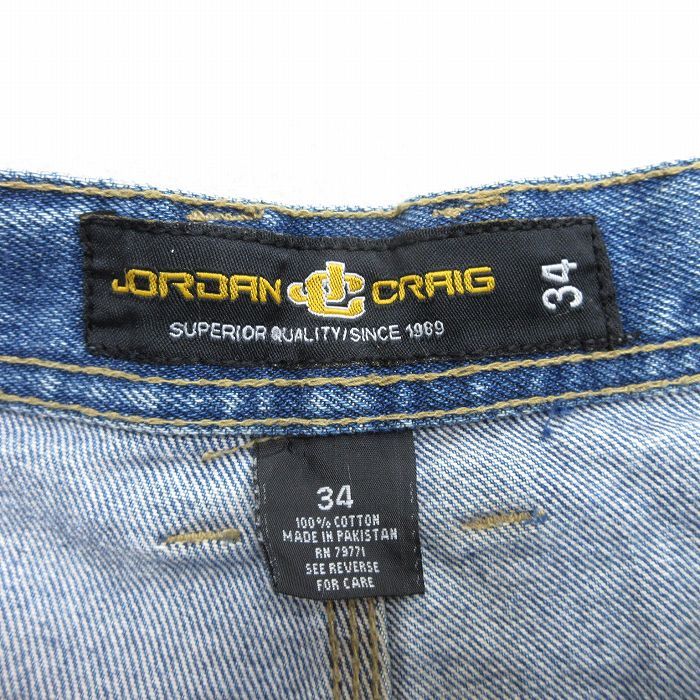 JORDAN JC CRAIG 34
SUPERIOR QUALITY/SINCE 1989
34
100% COTTON
MADE IN PAKISTAN
RN 79771
SEE REVERSE
FOR CARE